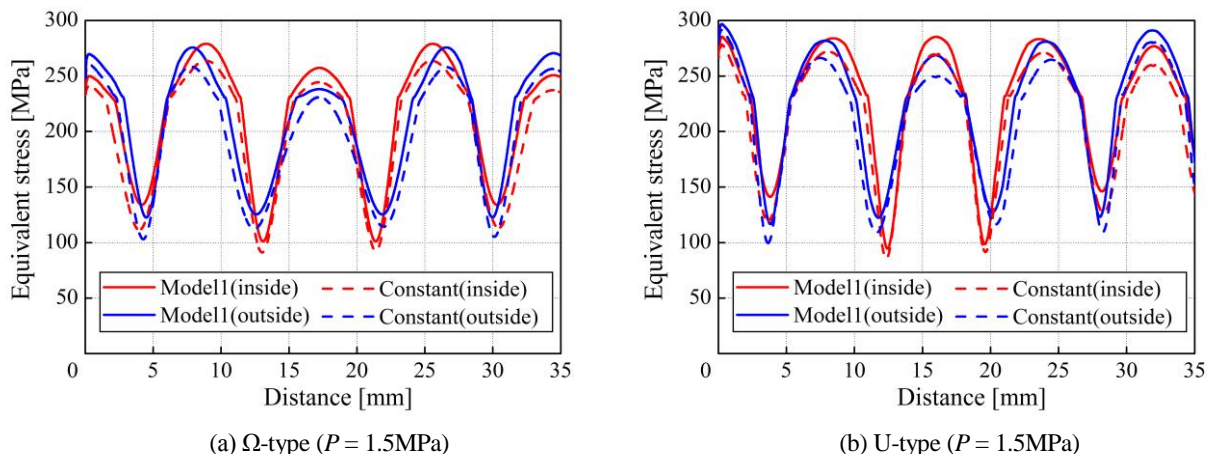 300
250
200
150
100
50
0
5
10
15
20
25
30
35
Equivalent stress [MPa]
Distance [mm]
Model1(inside)
Model1(outside)
Constant(inside)
Constant(outside)
(a) Ω-type (P = 1.5MPa)
300
250
200
150
100
50
0
5
10
15
20
25
30
35
Equivalent stress [MPa]
Distance [mm]
Model1(inside)
Model1(outside)
Constant(inside)
Constant(outside)
(b) U-type (P = 1.5MPa)